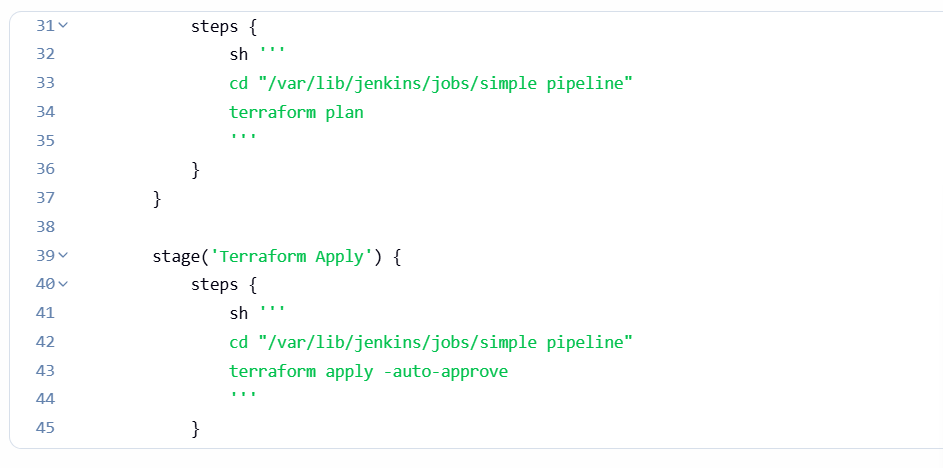 31 steps {
32 sh '''
33 cd "/var/lib/jenkins/jobs/simple pipeline"
34 terraform plan
35 '''
36 }
37 }
38
39 stage('Terraform Apply') {
40 steps {
41 sh '''
42 cd "/var/lib/jenkins/jobs/simple pipeline"
43 terraform apply -auto-approve
44 '''
45 }